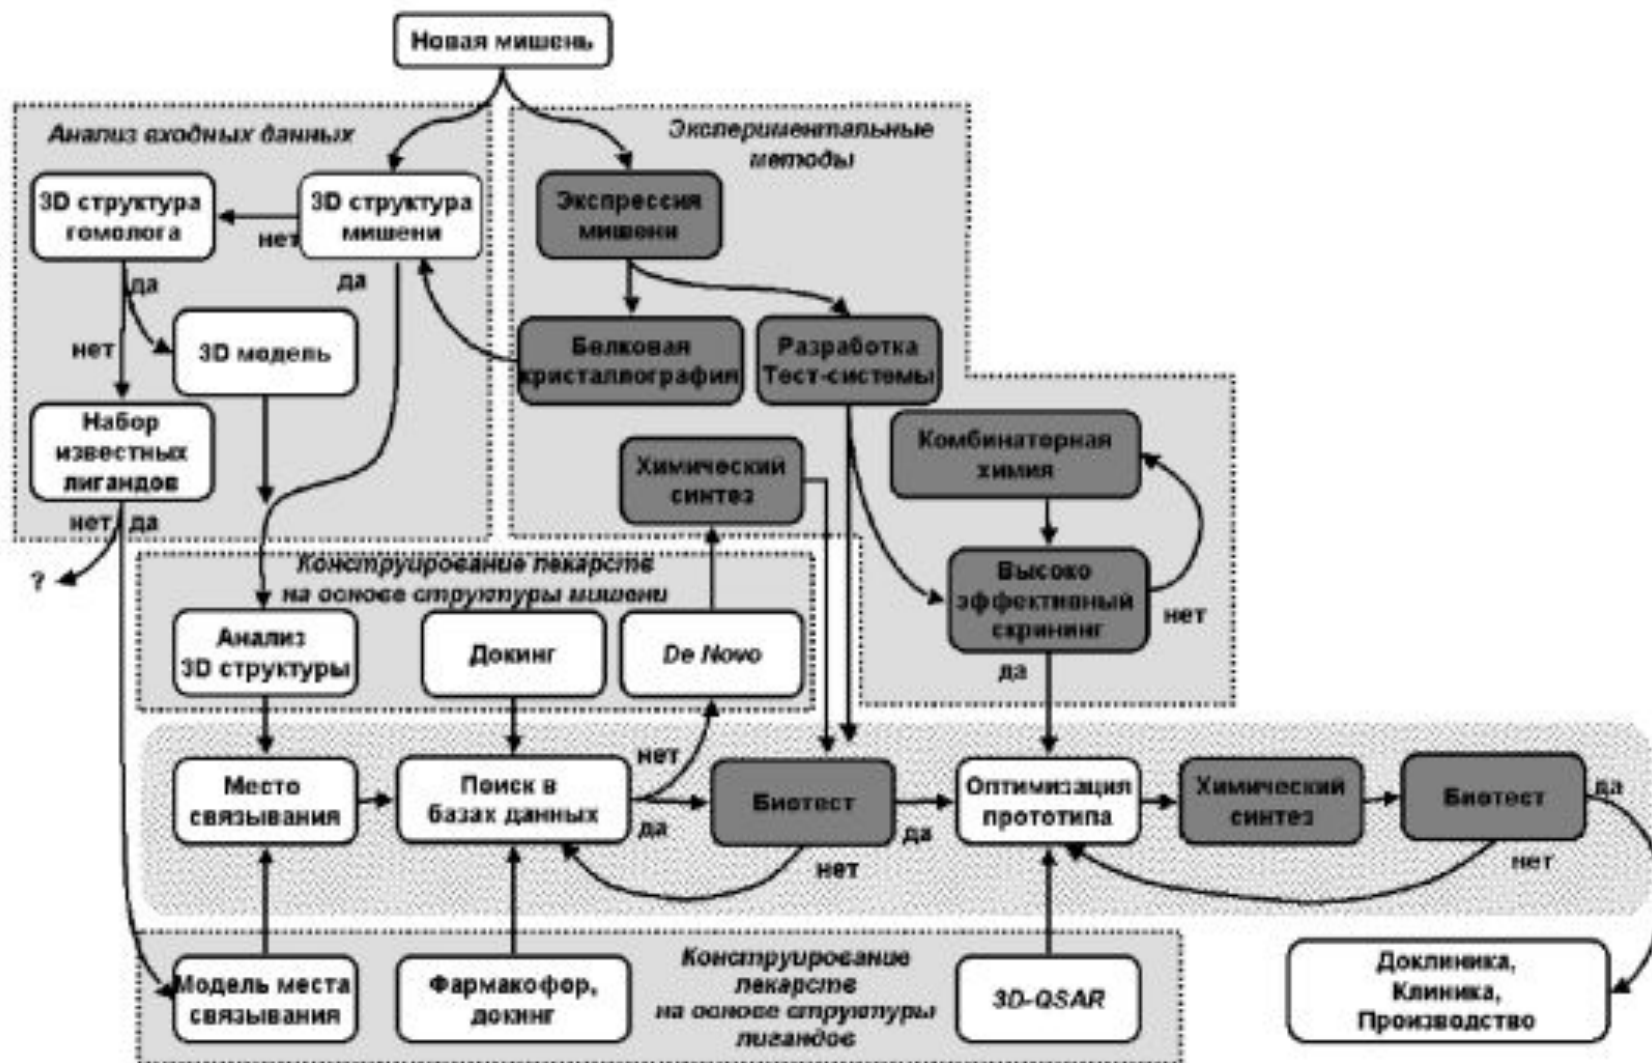 Новая мишень
Анализ входных данных
Экспериментальные
методы
3D структура
гомолога
нет
3D структура
мишени
Экспрессия
мишени
да
да
нет
3D модель
Белковая
кристаллография
Разработка
Тест-системы
Набор
известных
лигандов
Химический
синтез
Комбинаторная
химия
нет
да
?
Высоко
эффективный
скрининг
нет
да
Конструирование лекарств
на основе структуры мишени
Анализ
3D структуры
Докинг
De Novo
Место
связывания
Поиск в
базах данных
нет
да
Биотест
да
нет
Оптимизация
прототипа
Химический
синтез
Биотест
да
нет
Модель места
связывания
Фармакофор,
докинг
Конструирование
лекарств
на основе структуры
лигандов
3D-QSAR
Доклиника,
Клиника,
Производство